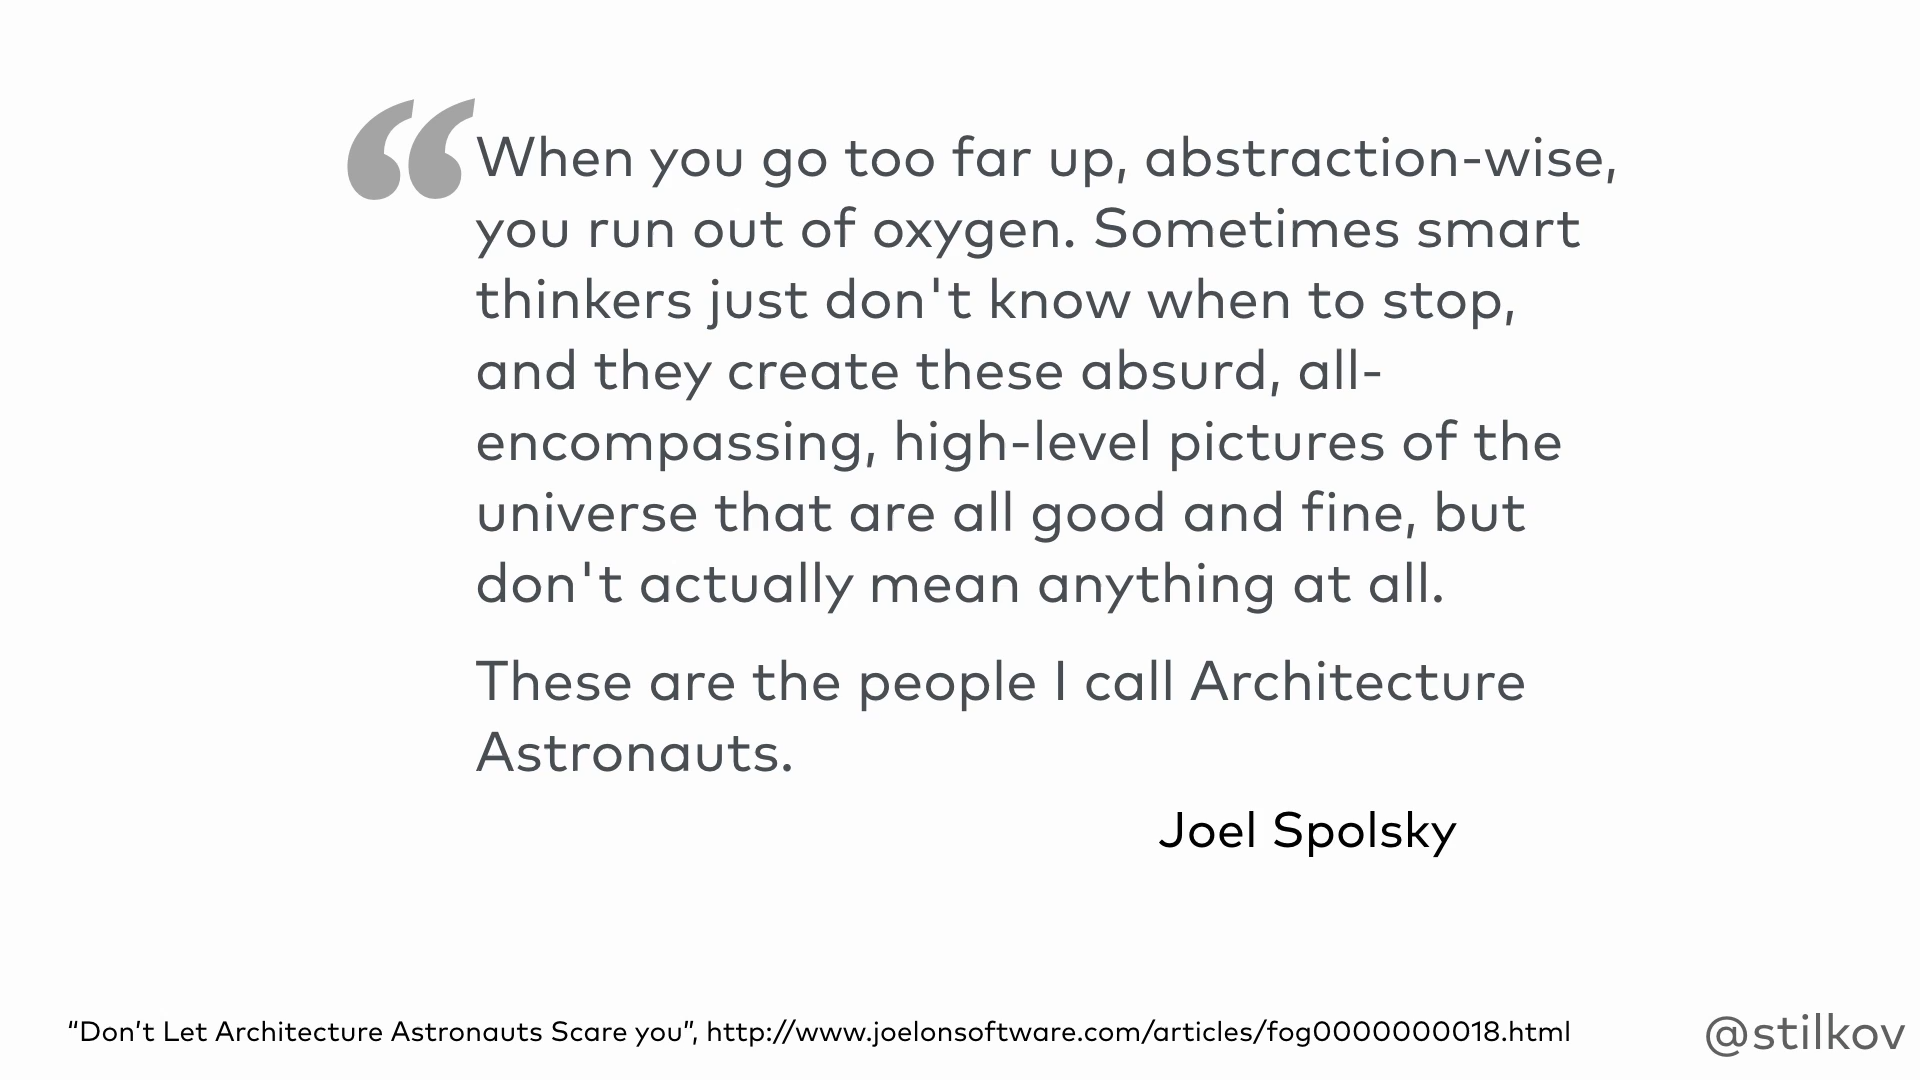 “When you go too far up, abstraction-wise,
you run out of oxygen. Sometimes smart
thinkers just don't know when to stop,
and they create these absurd, all-
encompassing, high-level pictures of the
universe that are all good and fine, but
don't actually mean anything at all.
These are the people I call Architecture
Astronauts.
Joel Spolsky
“Don’t Let Architecture Astronauts Scare you”, http://www.joelonsoftware.com/articles/fog0000000018.html
@stilkov